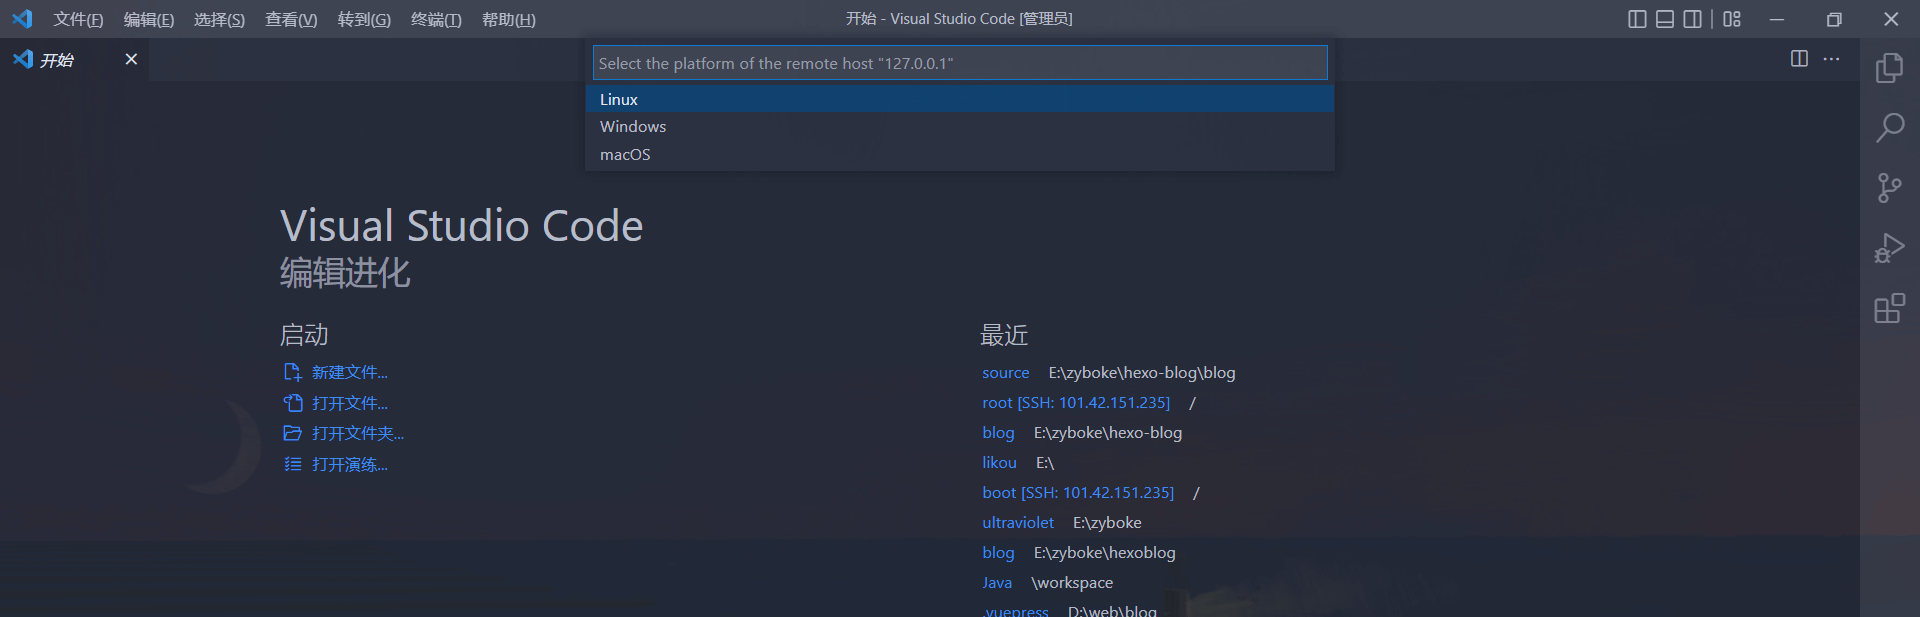 文件(F) 编辑(E) 选择(S) 查看(V) 转到(G) 终端(T) 帮助(H) 开始 - Visual Studio Code [管理员]
开始
Select the platform of the remote host "127.0.0.1"
Linux
Windows
macOS
Visual Studio Code
编辑进化
启动
新建文件...
打开文件...
打开文件夹...
打开演练...
最近
source E:\zyboke\hexo-blog\blog
root [SSH: 101.42.151.235] /
blog E:\zyboke\hexo-blog
likou E:\
boot [SSH: 101.42.151.235] /
ultraviolet E:\zyboke
blog E:\zyboke\hexoblog
Java \workspace
.vuepress D:\web\blog